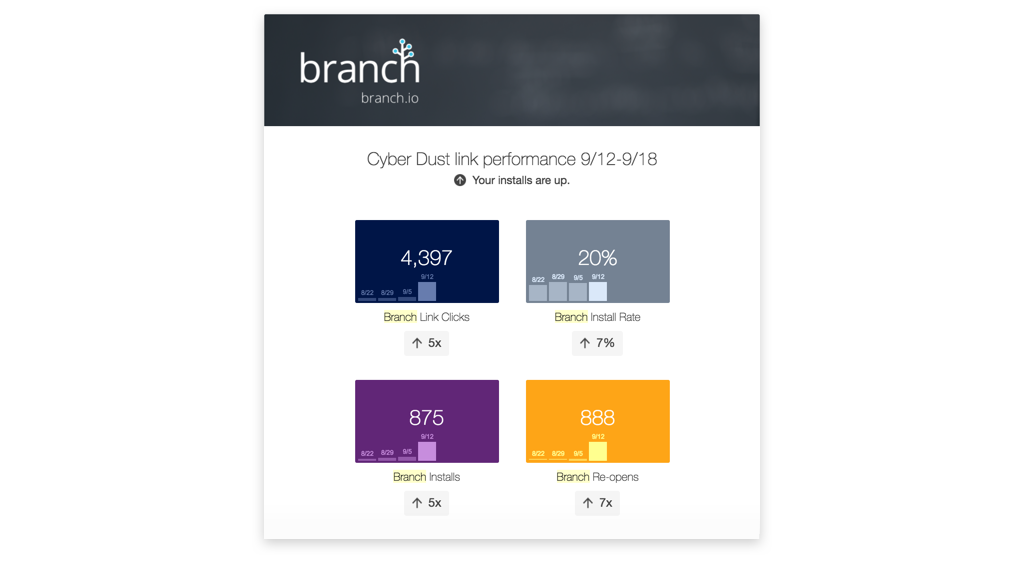 branch
branch.io
Cyber Dust link performance 9/12-9/18
Your installs are up.
4,397
8/22 8/29 9/5 9/12
Branch Link Clicks
5x
20%
8/22 8/29 9/5 9/12
Branch Install Rate
7%
875
8/22 8/29 9/5 9/12
Branch Installs
5x
888
8/22 8/29 9/5 9/12
Branch Re-opens
7x